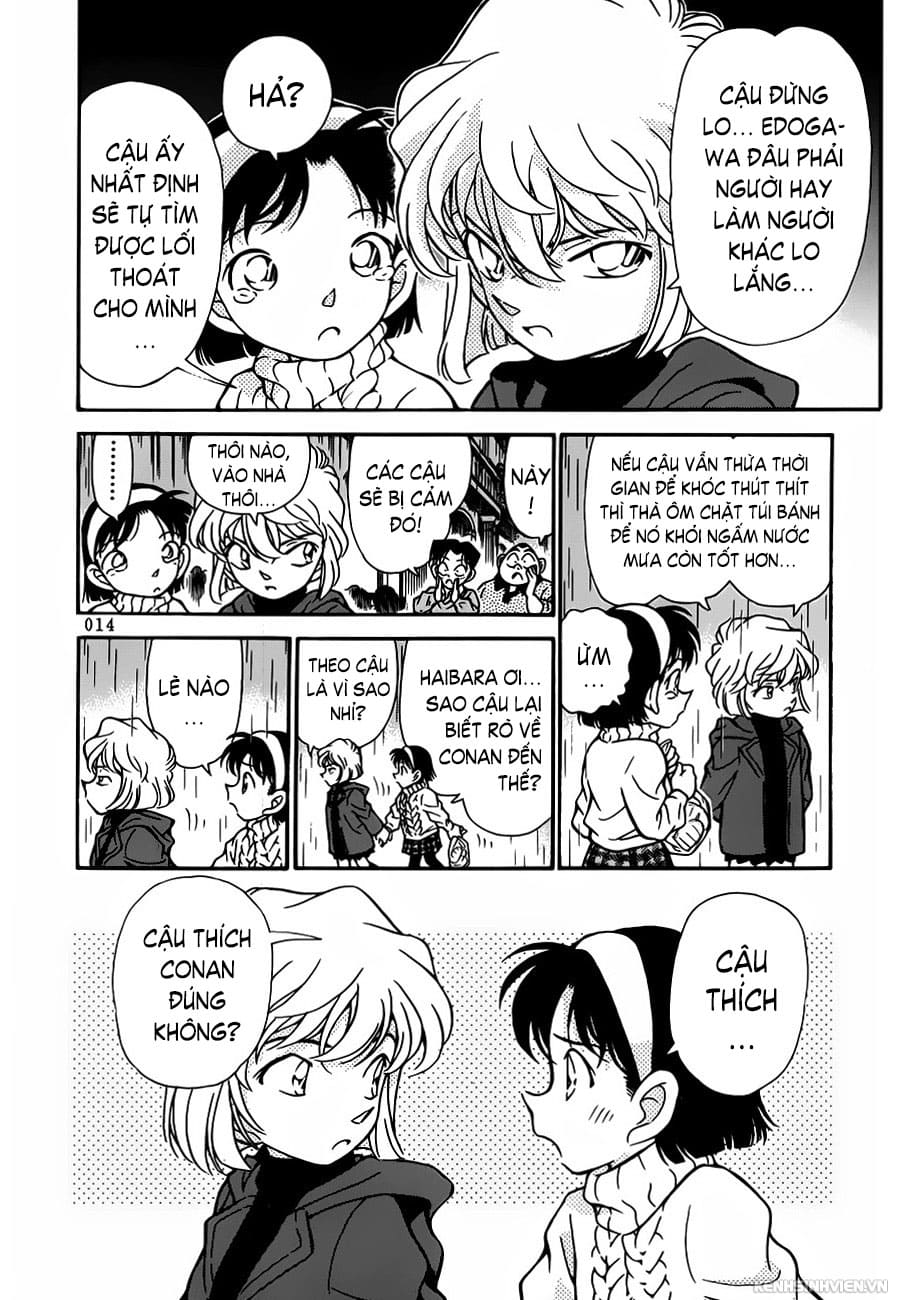 CẬU ĐỪNG
LO... EDOGA-
WA ĐÂU PHẢI
NGƯỜI HAY
LÀM NGƯỜI
KHÁC LO
LẮNG...
HẢ?
CẬU ẤY
NHẤT ĐỊNH
SẼ TỰ TÌM
ĐƯỢC LỐI
THOÁT
CHO MÌNH
...
NẾU CẬU VẪN THỪA THỜI
GIAN ĐỂ KHÓC THÚT THÍT
THÌ THÀ ÔM CHẶT TÚI BÁNH
ĐỂ NÓ KHỎI NGẤM NƯỚC
MƯA CÒN TỐT HƠN...
ỪM
...
NÀY
!
CÁC CẬU
SẼ BỊ CẢM
ĐÓ!
THÔI NÀO,
VÀO NHÀ
THÔI...
........
014
HAIBARA ƠI...
SAO CẬU LẠI
BIẾT RÕ VỀ
CONAN ĐẾN
THẾ?
THEO CẬU
LÀ VÌ SAO
NHỈ?
LẼ NÀO
...
CẬU
THÍCH
...
CẬU THÍCH
CONAN
ĐÚNG
KHÔNG?
KENHSINHVIEN.VN